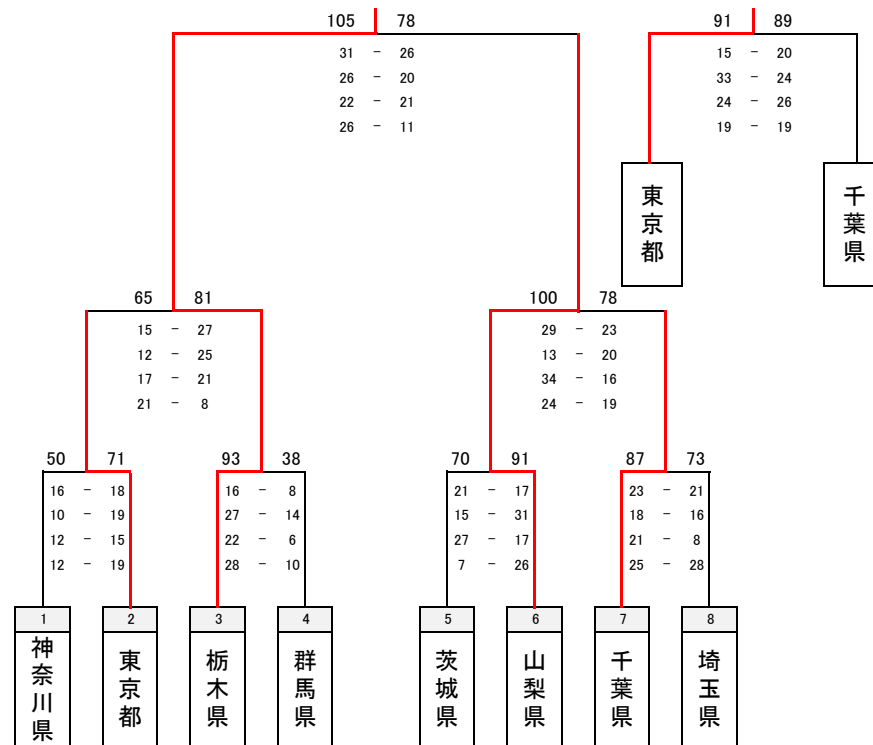 105 78
31 - 26
26 - 20
22 - 21
26 - 11
91 89
15 - 20
33 - 24
24 - 26
19 - 19
東京都
千葉県
65 81
15 - 27
12 - 25
17 - 21
21 - 8
100 78
29 - 23
13 - 20
34 - 16
24 - 19
50 71
16 - 18
10 - 19
12 - 15
12 - 19
93 38
16 - 8
27 - 14
22 - 6
28 - 10
70 91
21 - 17
15 - 31
27 - 17
7 - 26
87 73
23 - 21
18 - 16
21 - 8
25 - 28
1
神奈川県
2
東京都
3
栃木県
4
群馬県
5
茨城県
6
山梨県
7
千葉県
8
埼玉県